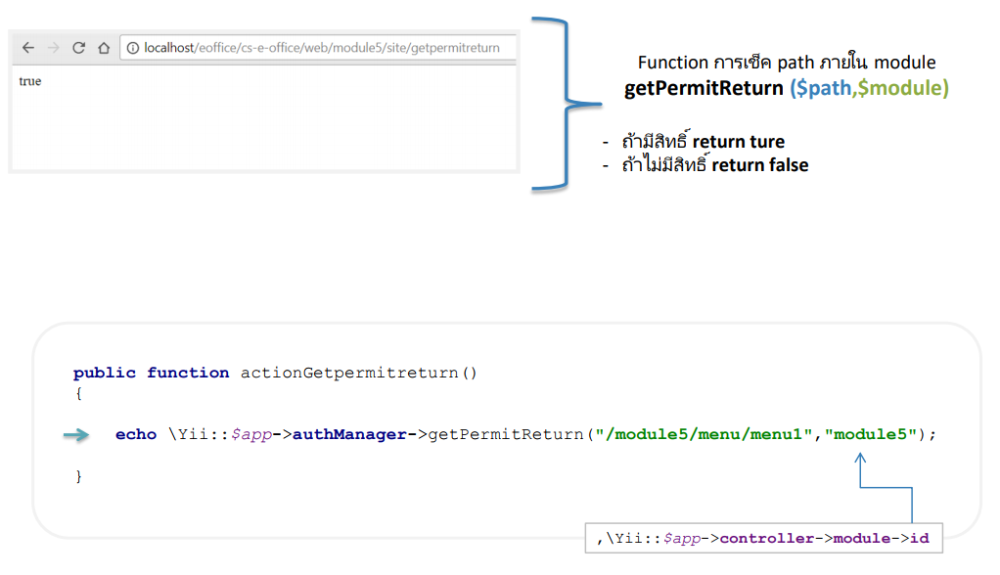 localhost/eoffice/cs-e-office/web/module5/site/getpermitreturn
true
Function การเช็ค path ภายใน module
getPermitReturn ($path,$module)
- ถ้ามีสิทธิ์ return ture
- ถ้าไม่มีสิทธิ์ return false
public function actionGetpermitreturn()
{
echo \Yii::$app->authManager->getPermitReturn("/module5/menu/menu1","module5");
}
,\Yii::$app->controller->module->id